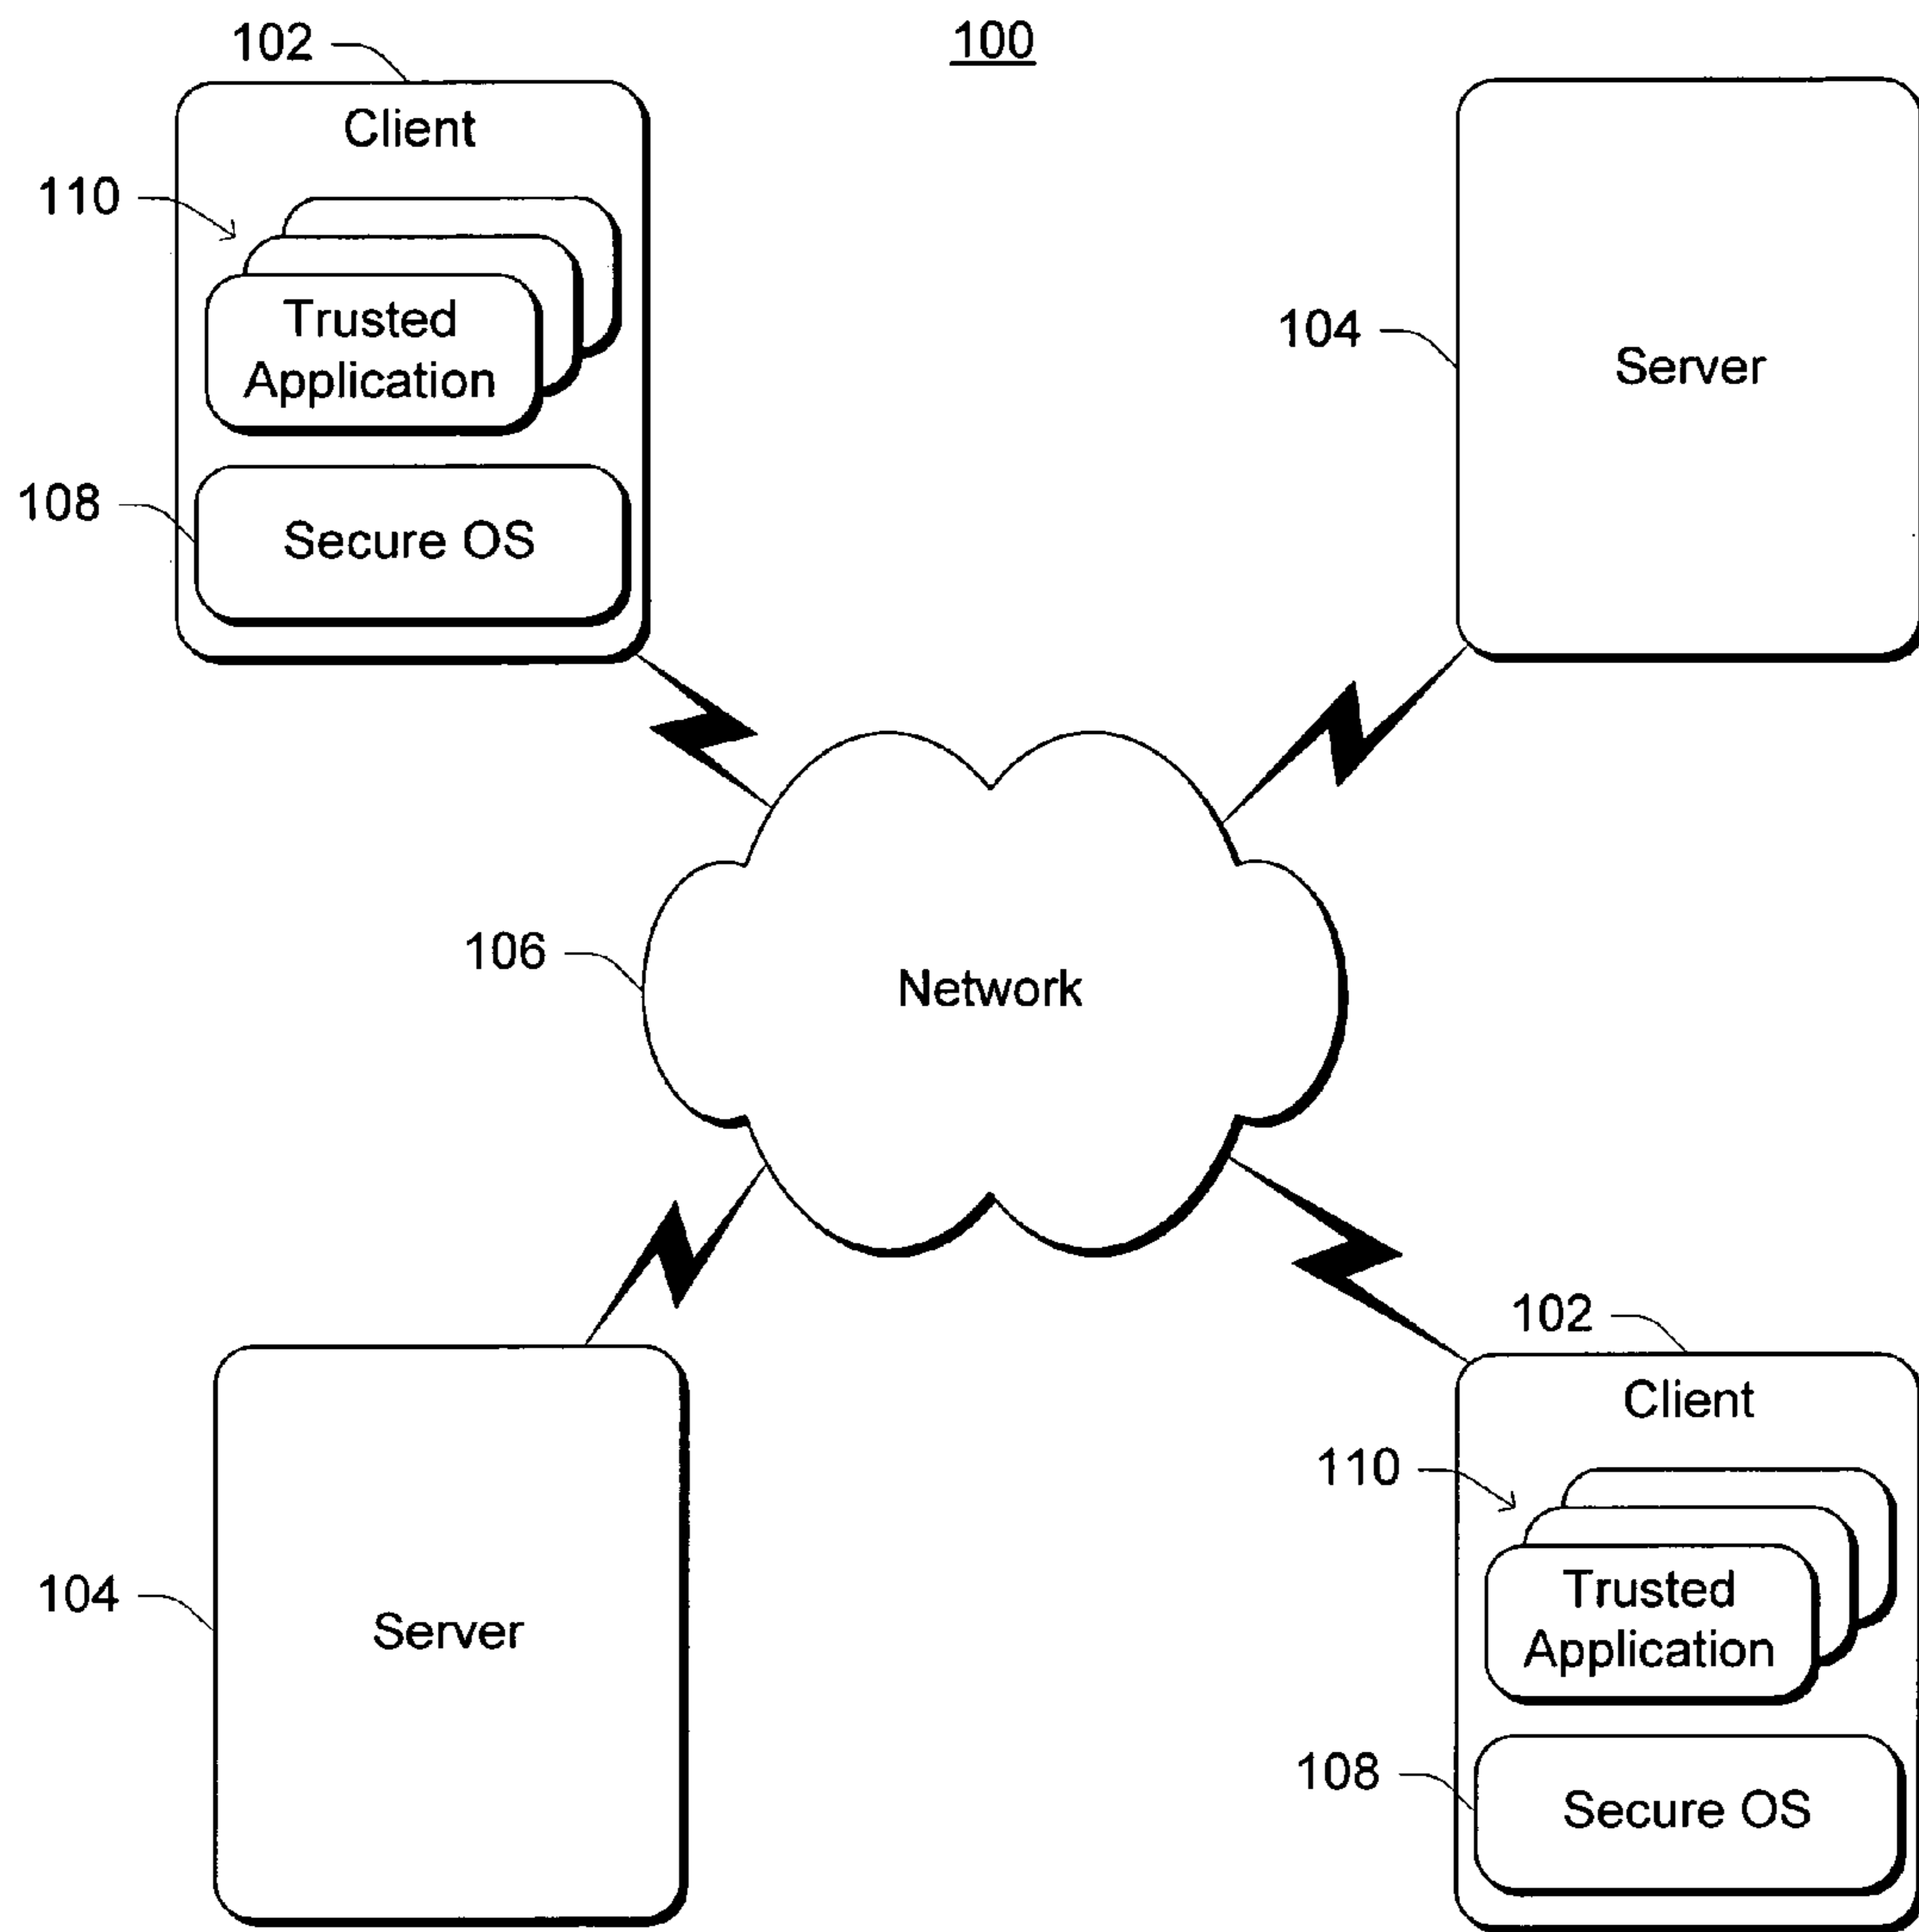 100
102
Client
110
Trusted
Application
108
Secure OS
104
Server
106
Network
104
Server
102
Client
110
Trusted
Application
108
Secure OS